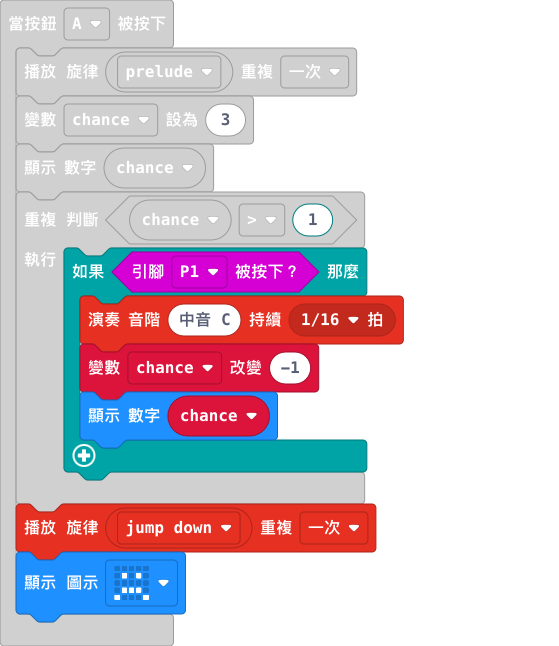 當按鈕 A 被按下
播放 旋律 prelude 重複 一次
變數 chance 設為 3
顯示 數字 chance
重複 判斷 chance > 1
執行
如果 引腳 P1 被按下？ 那麼
演奏 音階 中音 C 持續 1/16 拍
變數 chance 改變 -1
顯示 數字 chance
播放 旋律 jump down 重複 一次
顯示 圖示